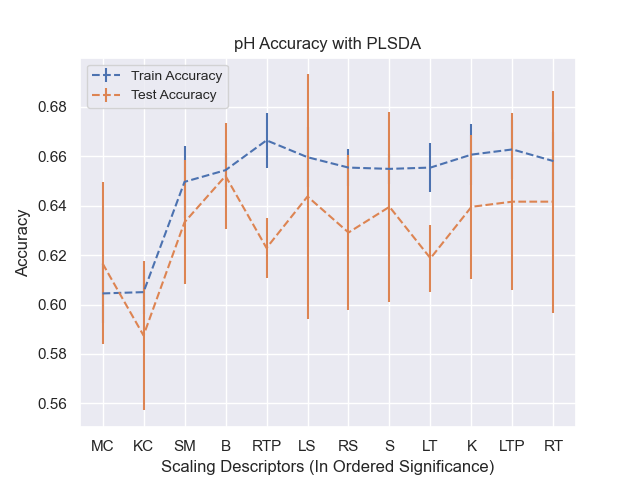 pH Accuracy with PLSDA
Train Accuracy
Test Accuracy
Accuracy
0.68
0.66
0.64
0.62
0.60
0.58
0.56
MC KC SM B RTP LS RS S LT K LTP RT
Scaling Descriptors (In Ordered Significance)